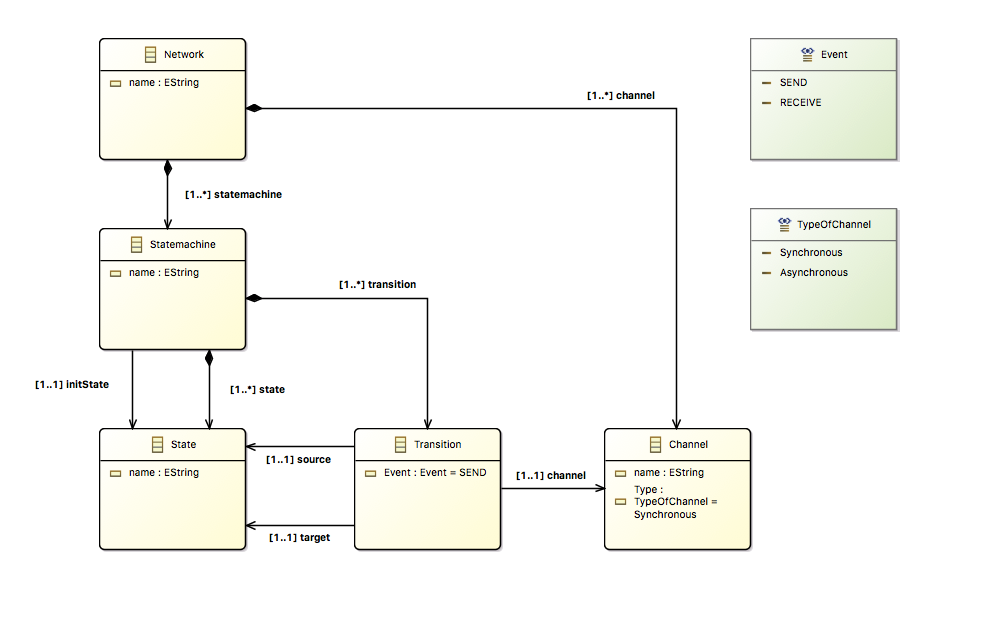 Network
name : EString
[1..*] channel
Event
SEND
RECEIVE
[1..*] statemachine
TypeOfChannel
Synchronous
Asynchronous
Statemachine
name : EString
[1..*] transition
[1..1] initState
[1..*] state
State
name : EString
[1..1] source
[1..1] target
Transition
Event : Event = SEND
[1..1] channel
Channel
name : EString
Type :
TypeOfChannel =
Synchronous